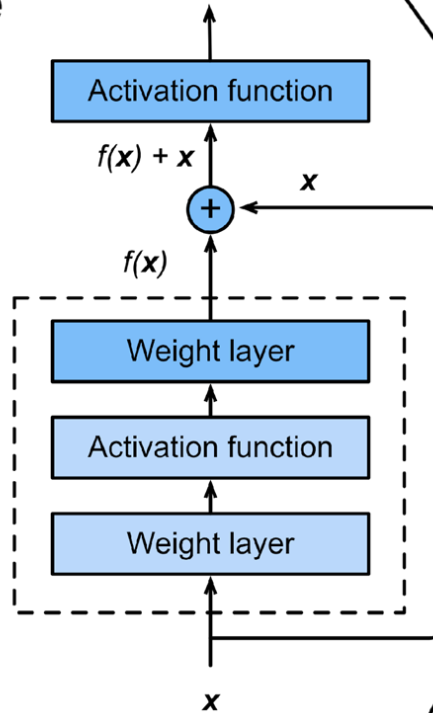 Activation function
f(x) + x
x
+
f(x)
Weight layer
Activation function
Weight layer
x